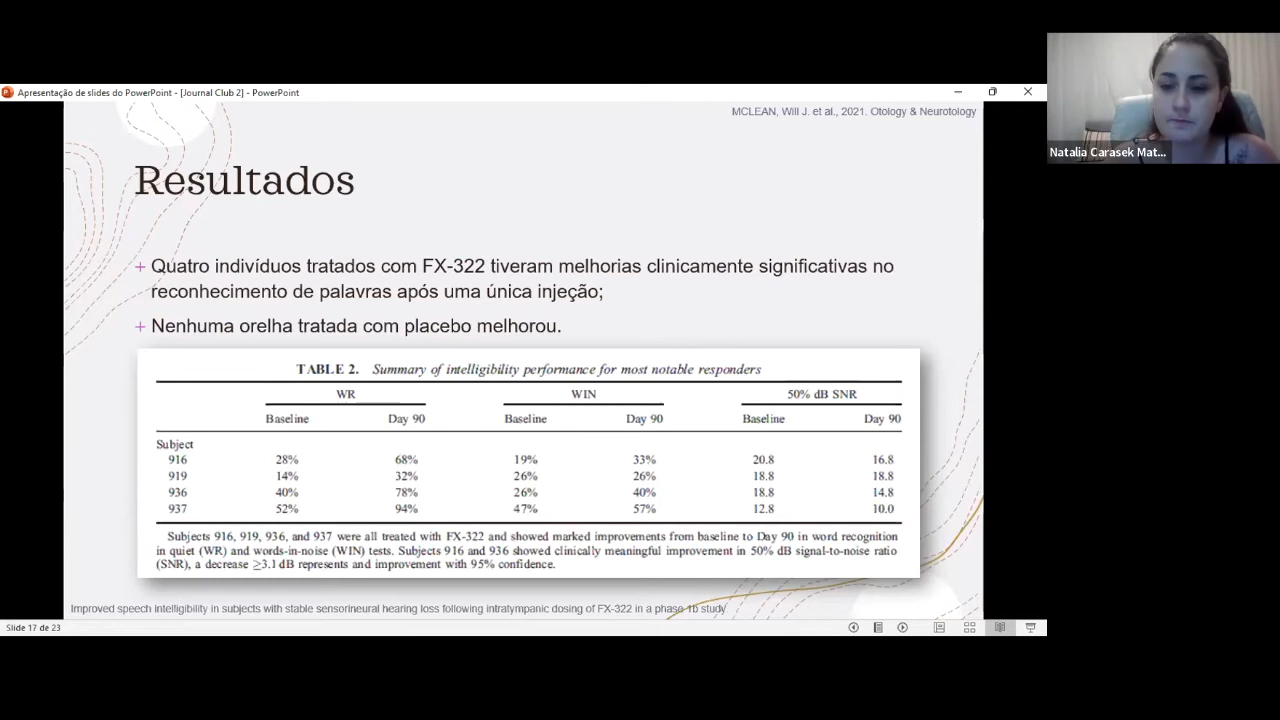 Apresentação de slides do PowerPoint - [Journal Club 2] - PowerPoint
MCLEAN, Will J. et al., 2021. Otology & Neurotology
Natalia Carasek Mat...
Resultados
+ Quatro indivíduos tratados com FX-322 tiveram melhorias clinicamente significativas no
reconhecimento de palavras após uma única injeção;
+ Nenhuma orelha tratada com placebo melhorou.
TABLE 2. Summary of intelligibility performance for most notable responders
WR WIN 50% dB SNR
Baseline Day 90 Baseline Day 90 Baseline Day 90
Subject
916 28% 68% 19% 33% 20.8 16.8
919 14% 32% 26% 26% 18.8 18.8
936 40% 78% 26% 40% 18.8 14.8
937 52% 94% 47% 57% 12.8 10.0
Subjects 916, 919, 936, and 937 were all treated with FX-322 and showed marked improvements from baseline to Day 90 in word recognition
in quiet (WR) and words-in-noise (WIN) tests. Subjects 916 and 936 showed clinically meaningful improvement in 50% dB signal-to-noise ratio
(SNR), a decrease ≥3.1 dB represents and improvement with 95% confidence.
Improved speech intelligibility in subjects with stable sensorineural hearing loss following intratympanic dosing of FX-322 in a phase 1b study
Slide 17 de 23